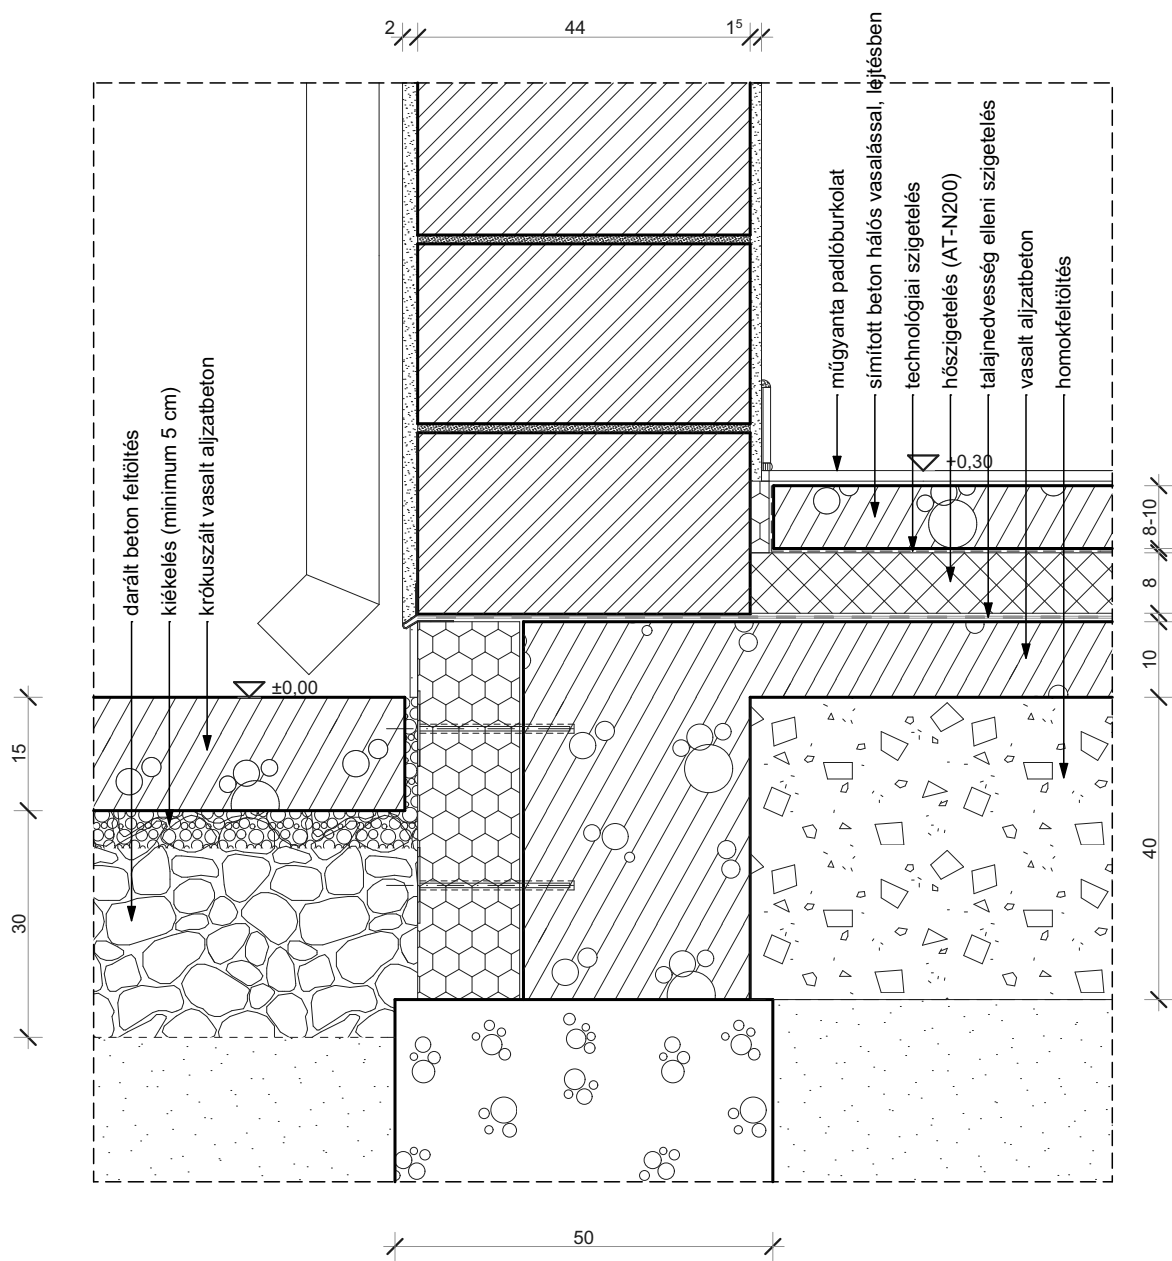 2
44
1⁵
műgyanta padlóburkolat
símított beton hálós vasalással, lejtésben
technológiai szigetelés
hőszigetelés (AT-N200)
talajnedvesség elleni szigetelés
vasalt aljzatbeton
homokfeltöltés
darált beton feltöltés
kiékelés (minimum 5 cm)
krókuszált vasalt aljzatbeton
+0,30
±0,00
8-10
8
10
40
15
30
50